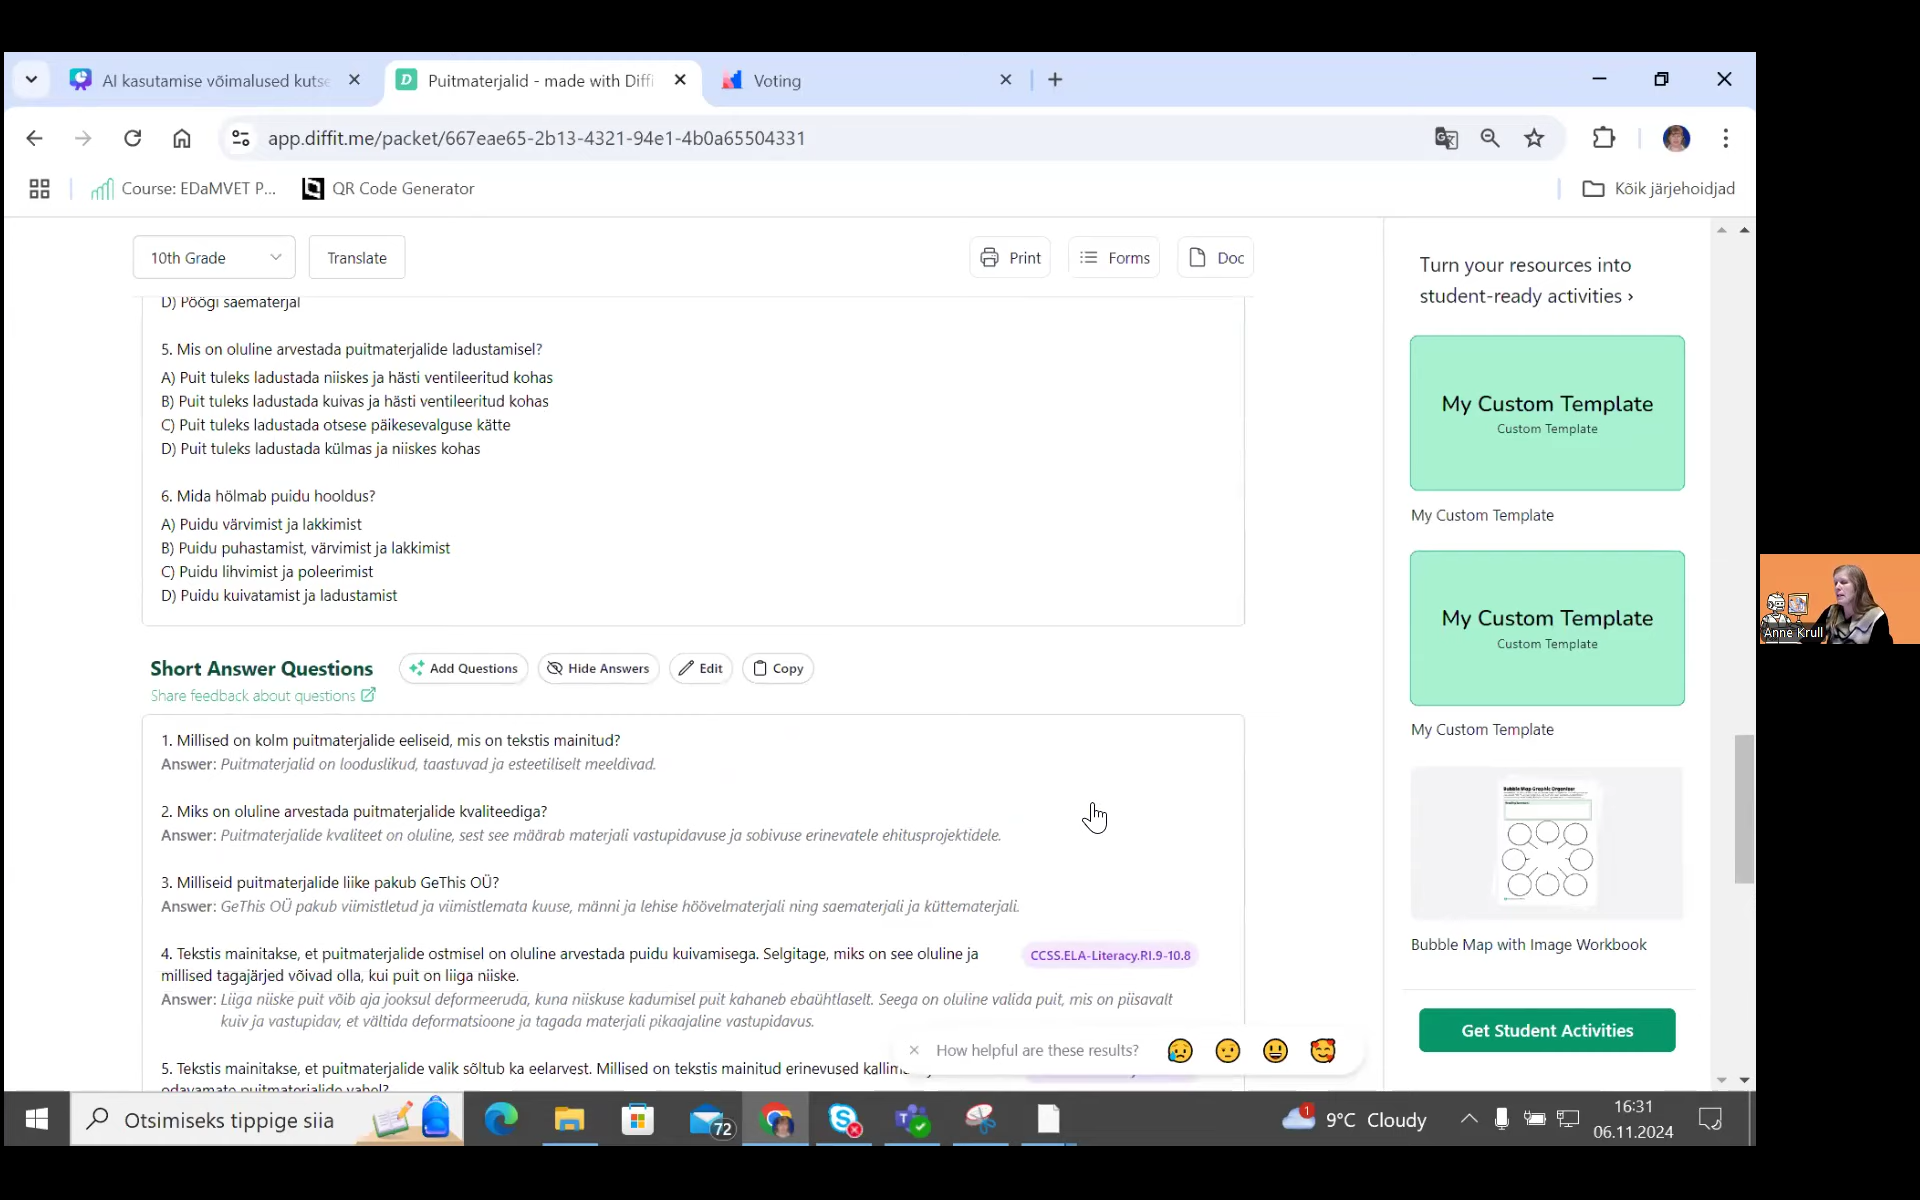 AI kasutamise võimalused kutse
Puitmaterjalid - made with Diffi
Voting
app.diffit.me/packet/667eae65-2b13-4321-94e1-4b0a65504331
Course: EDaMVET P...
QR Code Generator
Kõik järjehoidjad
10th Grade
Translate
Print
Forms
Doc
D) Pöögi saematerjal
5. Mis on oluline arvestada puitmaterjalide ladustamisel?
A) Puit tuleks ladustada niiskes ja hästi ventileeritud kohas
B) Puit tuleks ladustada kuivas ja hästi ventileeritud kohas
C) Puit tuleks ladustada otsese päikesevalguse kätte
D) Puit tuleks ladustada külmas ja niiskes kohas
6. Mida hõlmab puidu hooldus?
A) Puidu värvimist ja lakkimist
B) Puidu puhastamist, värvimist ja lakkimist
C) Puidu lihvimist ja poleerimist
D) Puidu kuivatamist ja ladustamist
Short Answer Questions
Add Questions
Hide Answers
Edit
Copy
Share feedback about questions
1. Millised on kolm puitmaterjalide eeliseid, mis on tekstis mainitud?
Answer: Puitmaterjalid on looduslikud, taastuvad ja esteetiliselt meeldivad.
2. Miks on oluline arvestada puitmaterjalide kvaliteediga?
Answer: Puitmaterjalide kvaliteet on oluline, sest see määrab materjali vastupidavuse ja sobivuse erinevatele ehitusprojektidele.
3. Milliseid puitmaterjalide liike pakub GeThis OÜ?
Answer: GeThis OÜ pakub viimistletud ja viimistlemata kuuse, männi ja lehise höövelmaterjali ning saematerjali ja küttematerjali.
4. Tekstis mainitakse, et puitmaterjalide ostmisel on oluline arvestada puidu kuivamisega. Selgitage, miks on see oluline ja
millised tagajärjed võivad olla, kui puit on liiga niiske.
CCSS.ELA-Literacy.RI.9-10.8
Answer: Liiga niiske puit võib aja jooksul deformeeruda, kuna niiskuse kadumisel puit kahaneb ebaühtlaselt. Seega on oluline valida puit, mis on piisavalt
kuiv ja vastupidav, et vältida deformatsioone ja tagada materjali pikaajaline vastupidavus.
5. Tekstis mainitakse, et puitmaterjalide valik sõltub ka eelarvest. Millised on tekstis mainitud erinevused
odavamate puitmaterjalide vahel?
How helpful are these results?
Turn your resources into
student-ready activities ›
My Custom Template
Custom Template
My Custom Template
My Custom Template
Custom Template
My Custom Template
Bubble Map Graphic Organizer
Bubble Map with Image Workbook
Get Student Activities
Anne Krull
Otsimiseks tippige siia
72
1
9°C Cloudy
16:31
06.11.2024